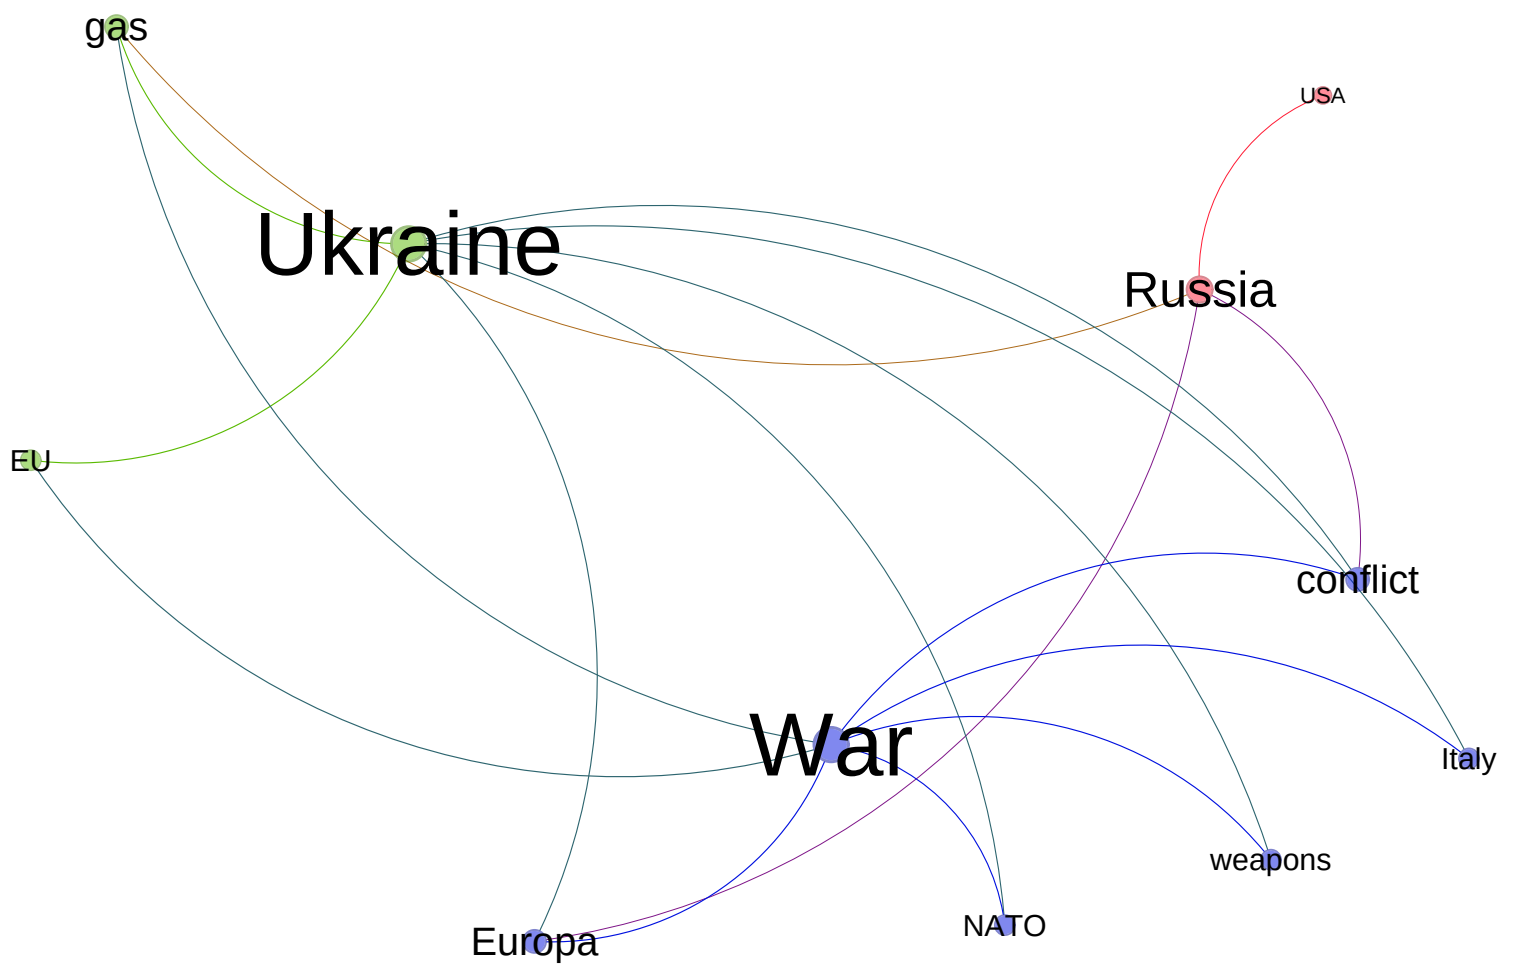 gas
USA
Ukraine
Russia
EU
conflict
War
Italy
weapons
NATO
Europa